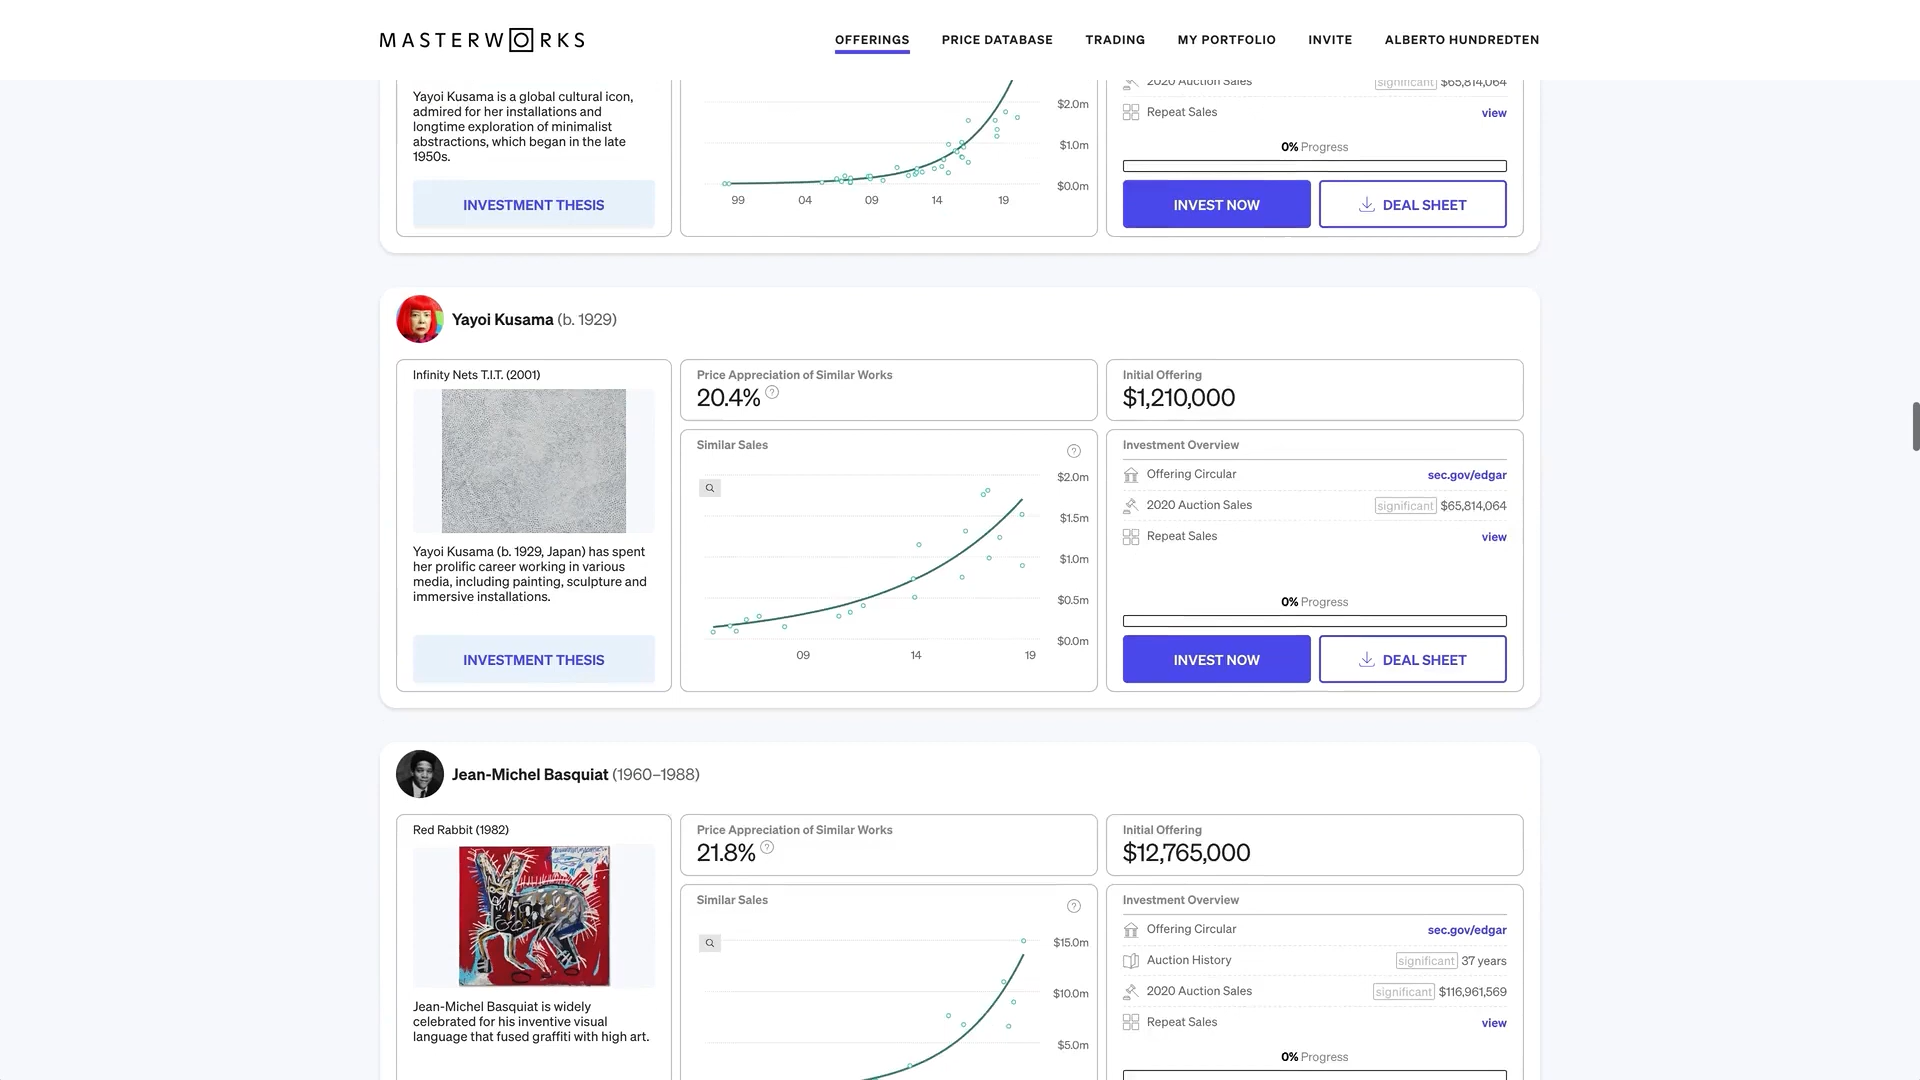 MASTERWORKS
OFFERINGS
PRICE DATABASE
TRADING
MY PORTFOLIO
INVITE
ALBERTO HUNDREDTEN
Yayoi Kusama is a global cultural icon,
admired for her installations and
longtime exploration of minimalist
abstractions, which began in the late
1950s.
INVESTMENT THESIS
$2.0m
$1.0m
$0.0m
99 04 09 14 19
2020 Auction Sales significant $65,814,064
Repeat Sales view
0% Progress
INVEST NOW
DEAL SHEET
Yayoi Kusama (b. 1929)
Infinity Nets T.I.T. (2001)
Yayoi Kusama (b. 1929, Japan) has spent
her prolific career working in various
media, including painting, sculpture and
immersive installations.
INVESTMENT THESIS
Price Appreciation of Similar Works
20.4% ?
Similar Sales ?
$2.0m
$1.5m
$1.0m
$0.5m
$0.0m
09 14 19
Initial Offering
$1,210,000
Investment Overview
Offering Circular sec.gov/edgar
2020 Auction Sales significant $65,814,064
Repeat Sales view
0% Progress
INVEST NOW
DEAL SHEET
Jean-Michel Basquiat (1960–1988)
Red Rabbit (1982)
Jean-Michel Basquiat is widely
celebrated for his inventive visual
language that fused graffiti with high art.
Price Appreciation of Similar Works
21.8% ?
Similar Sales ?
$15.0m
$10.0m
$5.0m
Initial Offering
$12,765,000
Investment Overview
Offering Circular sec.gov/edgar
Auction History significant 37 years
2020 Auction Sales significant $116,961,569
Repeat Sales view
0% Progress